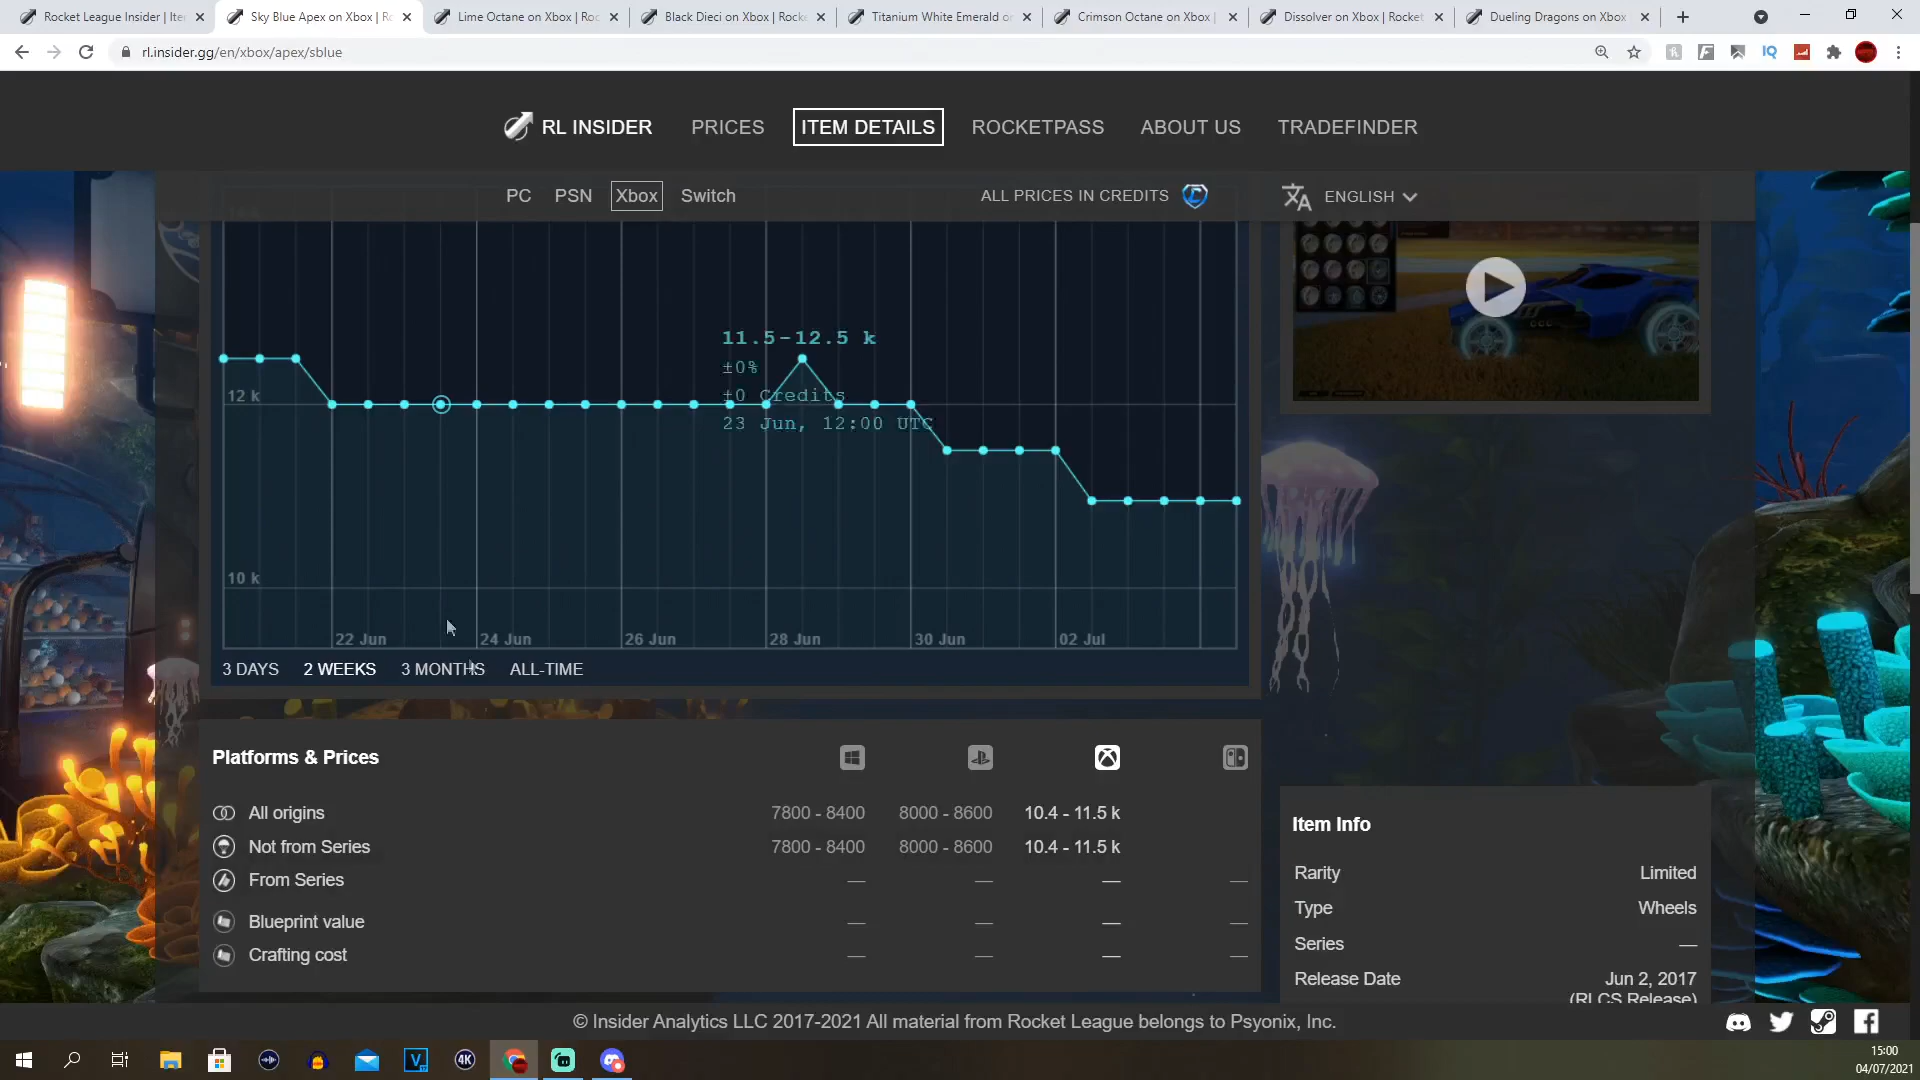 Rocket League Insider | Iter
Sky Blue Apex on Xbox | Ro
Lime Octane on Xbox | Roc
Black Dieci on Xbox | Rocke
Titanium White Emerald or
Crimson Octane on Xbox |
Dissolver on Xbox | Rocket
Dueling Dragons on Xbox
rl.insider.gg/en/xbox/apex/sblue
IQ
RL INSIDER PRICES ITEM DETAILS ROCKETPASS ABOUT US TRADEFINDER
PC PSN Xbox Switch ALL PRICES IN CREDITS ENGLISH
11.5-12.5 k
±0%
±0 Credits
23 Jun, 12:00 UTC
12 k
10 k
22 Jun 24 Jun 26 Jun 28 Jun 30 Jun 02 Jul
3 DAYS 2 WEEKS 3 MONTHS ALL-TIME
Platforms & Prices
All origins 7800 - 8400 8000 - 8600 10.4 - 11.5 k
Not from Series 7800 - 8400 8000 - 8600 10.4 - 11.5 k
From Series — — — —
Blueprint value — — — —
Crafting cost — — — —
Item Info
Rarity Limited
Type Wheels
Series —
Release Date Jun 2, 2017
(RLCS Release)
© Insider Analytics LLC 2017-2021 All material from Rocket League belongs to Psyonix, Inc.
V
4K
15:00
04/07/2021